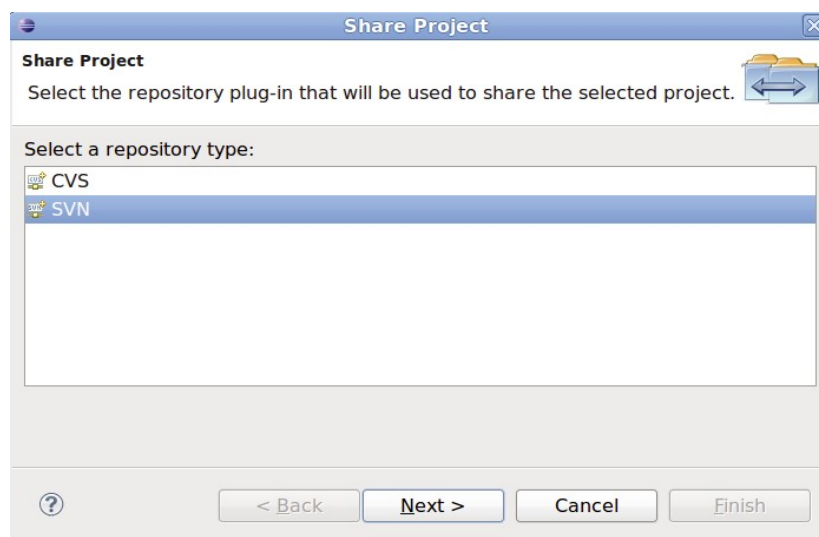 Share Project
Share Project
Select the repository plug-in that will be used to share the selected project.
Select a repository type:
CVS
SVN
? < Back Next > Cancel Finish